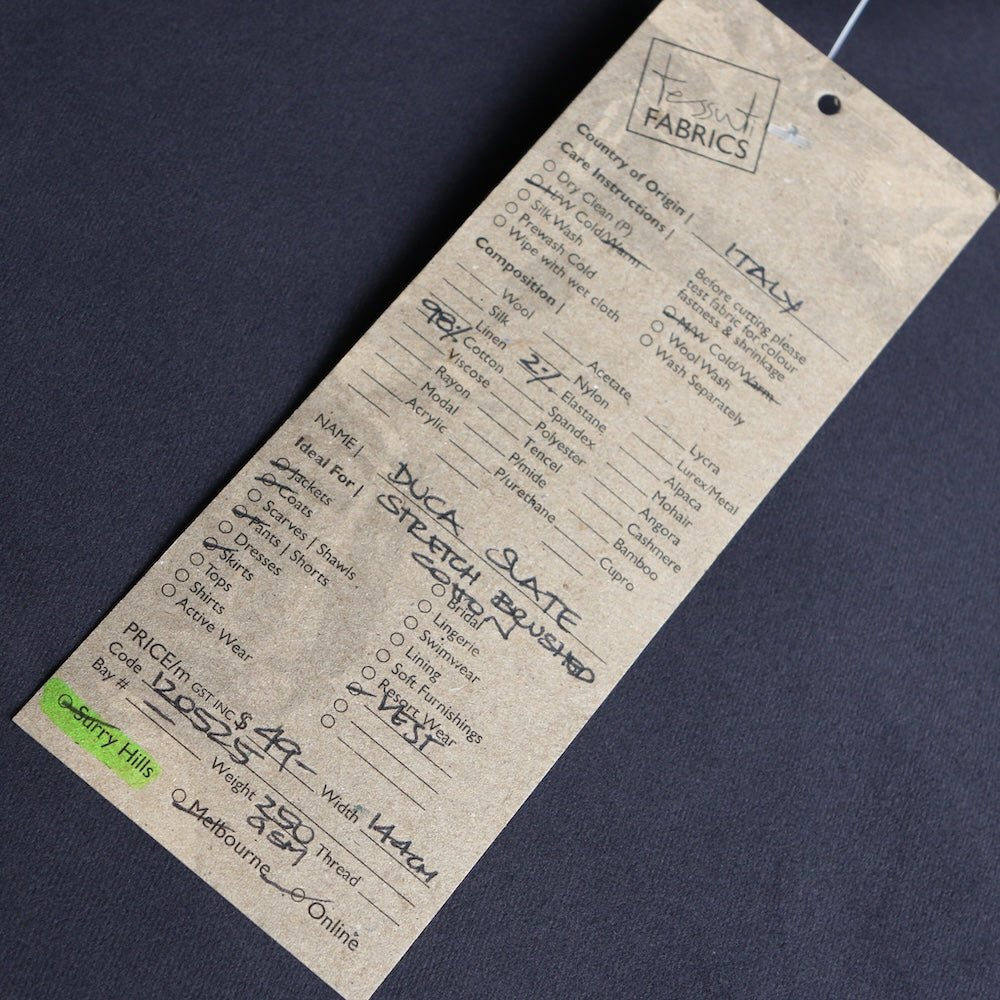 tessuti
FABRICS
Country of Origin | ITALY
Care Instructions |
Dry Clean (P)
H/W Cold/Warm
Silk Wash
Prewash Cold
Wipe with wet cloth
Before cutting please
test fabric for colour
fastness & shrinkage
M/W Cold/Warm
Wool Wash
Wash Separately
Composition |
Wool
Silk
Linen
98% Cotton
Viscose
Rayon
Modal
Acrylic
Acetate
Nylon
2% Elastane
Spandex
Polyester
Tencel
P/mide
P/urethane
Lycra
Lurex/Metal
Alpaca
Mohair
Angora
Cashmere
Bamboo
Cupro
NAME | DUCA SLATE
STRETCH BRUSHED
COTTON
Ideal For |
Jackets
Coats
Scarves | Shawls
Pants | Shorts
Dresses
Skirts
Tops
Shirts
Active Wear
Bridal
Lingerie
Swimwear
Lining
Soft Furnishings
Resort Wear
VEST
PRICE/m GST INC $ 49-
Code 120525
Width 144CM
Bay #
Weight 250 GSM
Thread
Surry Hills
Melbourne
Online